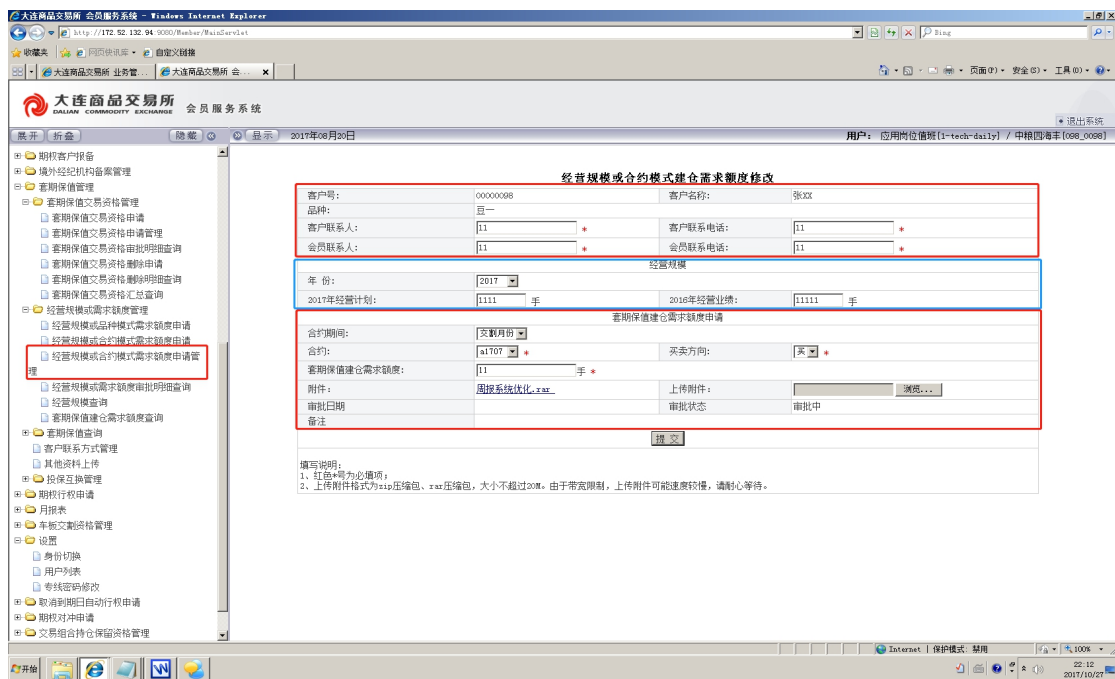 大连商品交易所 会员服务系统 - Windows Internet Explorer
http://172.52.132.94:9080/Member/MainServlet
Bing
收藏夹 网页快讯库 自定义链接
大连商品交易所 业务管... 大连商品交易所 会... x
页面(P) 安全(S) 工具(O)
大连商品交易所 会员服务系统
DALIAN COMMODITY EXCHANGE
退出系统
展开 折叠 隐藏 显示 2017年08月20日 用户: 应用岗位值班[1-tech-daily] / 中粮四海丰[098_0098]
期权客户报备
境外经纪机构备案管理
套期保值管理
套期保值交易资格管理
套期保值交易资格申请
套期保值交易资格申请管理
套期保值交易资格审批明细查询
套期保值交易资格删除申请
套期保值交易资格删除明细查询
套期保值交易资格汇总查询
经营规模或需求额度管理
经营规模或品种模式需求额度申请
经营规模或合约模式需求额度申请
经营规模或合约模式需求额度申请管
理
经营规模或需求额度审批明细查询
经营规模查询
套期保值建仓需求额度查询
套期保值查询
客户联系方式管理
其他资料上传
投保互换管理
期权行权申请
月报表
车板交割资格管理
设置
身份切换
用户列表
专线密码修改
取消到期日自动行权申请
期权对冲申请
交易组合持仓保留资格管理
经营规模或合约模式建仓需求额度修改
客户号: 00000098 客户名称: 张XX
品种: 豆一
客户联系人: 11 * 客户联系电话: 11 *
会员联系人: 11 * 会员联系电话: 11 *
经营规模
年 份: 2017
2017年经营计划: 1111 手 2016年经营业绩: 11111 手
套期保值建仓需求额度申请
合约期间: 交割月份
合约: a1707 * 买卖方向: 买 *
套期保值建仓需求额度: 11 手 *
附件: 周报系统优化.rar 上传附件: 浏览...
审批日期 审批状态 审批中
备注
提 交
填写说明:
1、红色*号为必填项;
2、上传附件格式为zip压缩包、rar压缩包,大小不超过20M。由于带宽限制,上传附件可能速度较慢,请耐心等待。
Internet | 保护模式: 禁用 100%
开始 22:12
2017/10/27